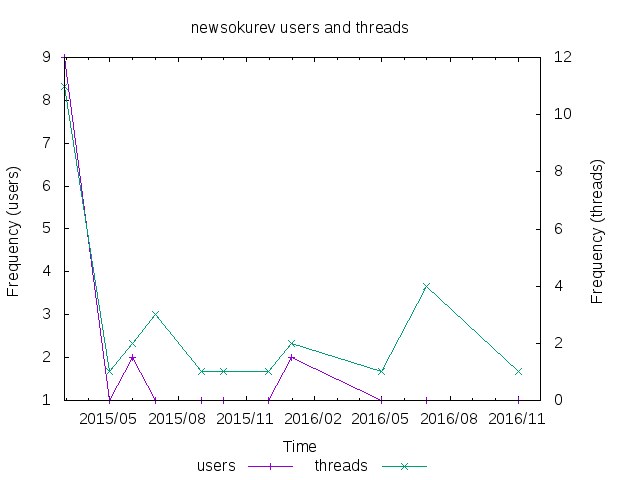 newsokurev users and threads
9
8
7
6
5
4
3
2
1
12
10
8
6
4
2
0
Frequency (users)
Frequency (threads)
2015/05 2015/08 2015/11 2016/02 2016/05 2016/08 2016/11
Time
users threads